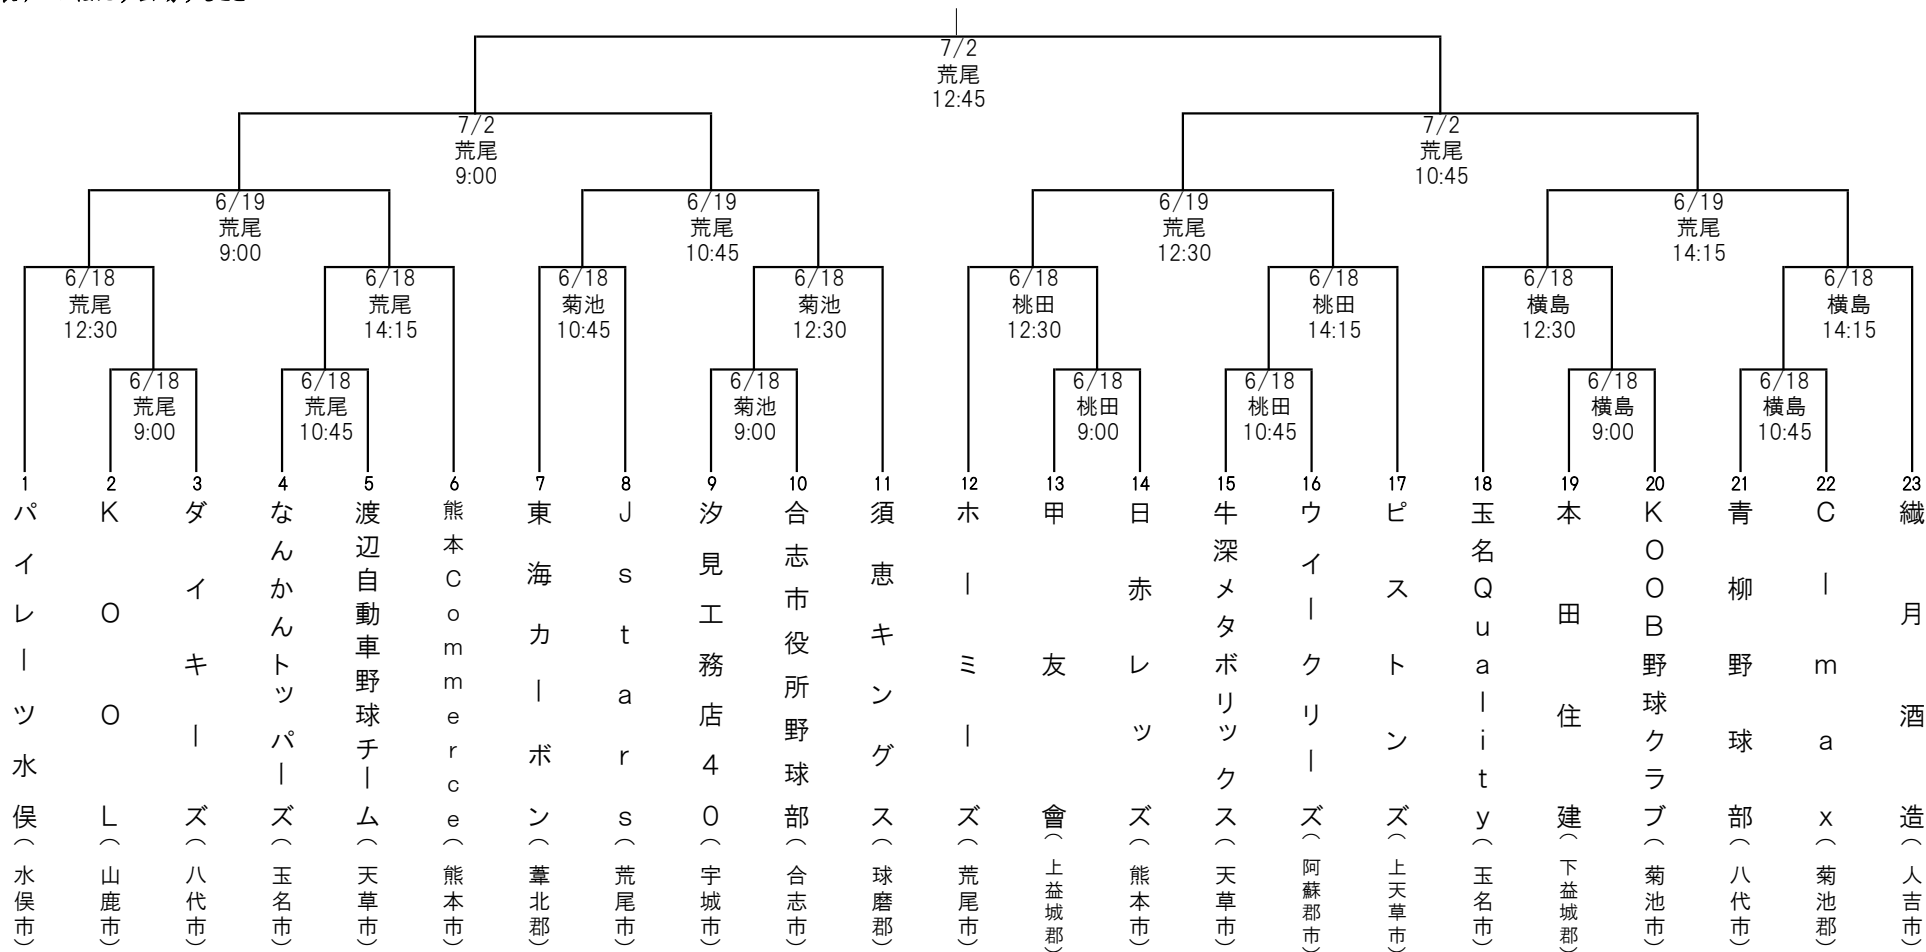 7/2
荒尾
12:45
7/2
荒尾
9:00
7/2
荒尾
10:45
6/19
荒尾
9:00
6/19
荒尾
10:45
6/19
荒尾
12:30
6/19
荒尾
14:15
6/18
荒尾
12:30
6/18
荒尾
14:15
6/18
菊池
10:45
6/18
菊池
12:30
6/18
桃田
12:30
6/18
桃田
14:15
6/18
横島
12:30
6/18
横島
14:15
6/18
荒尾
9:00
6/18
荒尾
10:45
6/18
菊池
9:00
6/18
桃田
9:00
6/18
桃田
10:45
6/18
横島
9:00
6/18
横島
10:45
1
パイレーツ水俣(水俣市)
2
KOOL(山鹿市)
3
ダイキーズ(八代市)
4
なんかんトッパーズ(玉名市)
5
渡辺自動車野球チーム(天草市)
6
熊本Commerce(熊本市)
7
東海カーボン(葦北郡)
8
Jstars(荒尾市)
9
汐見工務店40(宇城市)
10
合志市役所野球部(合志市)
11
須恵キングス(球磨郡)
12
ホーミーズ(荒尾市)
13
甲友會(上益城郡)
14
日赤レッズ(熊本市)
15
牛深メタボリックス(天草市)
16
ウイークリーズ(阿蘇郡市)
17
ピストンズ(上天草市)
18
玉名Quality(玉名市)
19
本田住建(下益城郡)
20
KOOB野球クラブ(菊池市)
21
青柳野球部(八代市)
22
Clmax(菊池郡)
23
繊月酒造(人吉市)